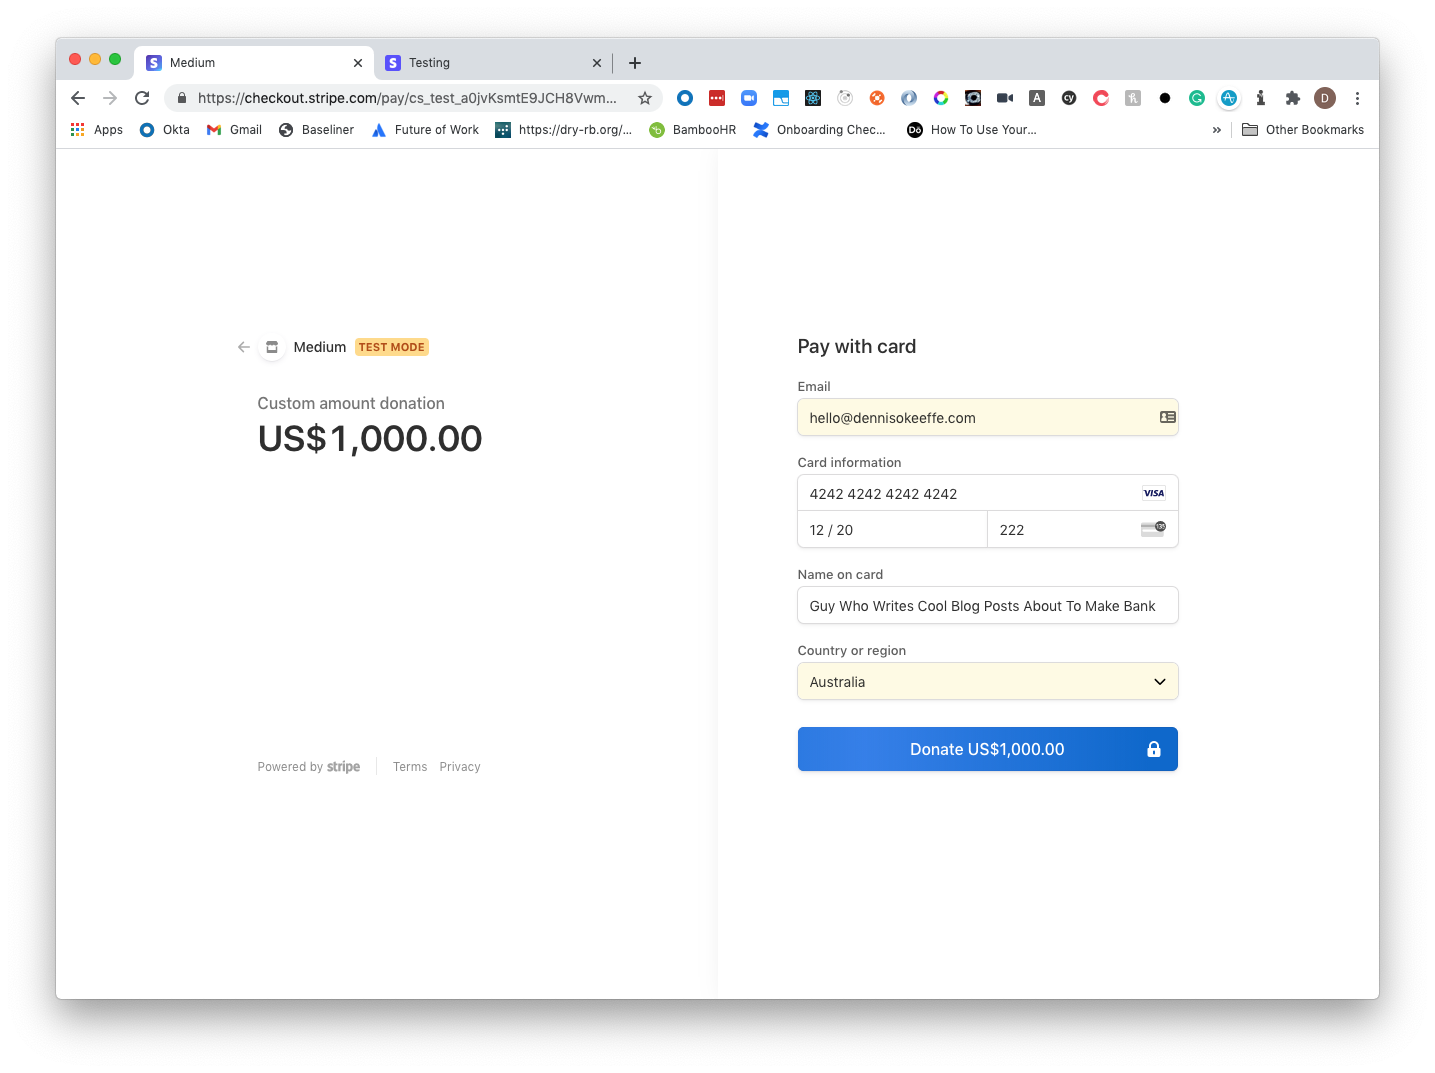 Medium
Testing
https://checkout.stripe.com/pay/cs_test_a0jvKsmtE9JCH8Vwm...
A
cy
D
Apps
Okta
Gmail
Baseliner
Future of Work
https://dry-rb.org/...
BambooHR
Onboarding Chec...
Dö How To Use Your...
»
Other Bookmarks
Medium TEST MODE
Custom amount donation
US$1,000.00
Powered by stripe
Terms
Privacy
Pay with card
Email
hello@dennisokeeffe.com
Card information
4242 4242 4242 4242
VISA
12 / 20
222
135
Name on card
Guy Who Writes Cool Blog Posts About To Make Bank
Country or region
Australia
Donate US$1,000.00